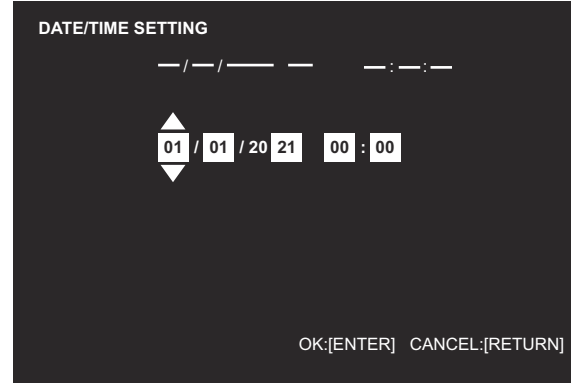 DATE/TIME SETTING
—/—/—— — —:—:—
01 / 01 / 20 21 00 : 00
OK:[ENTER] CANCEL:[RETURN]